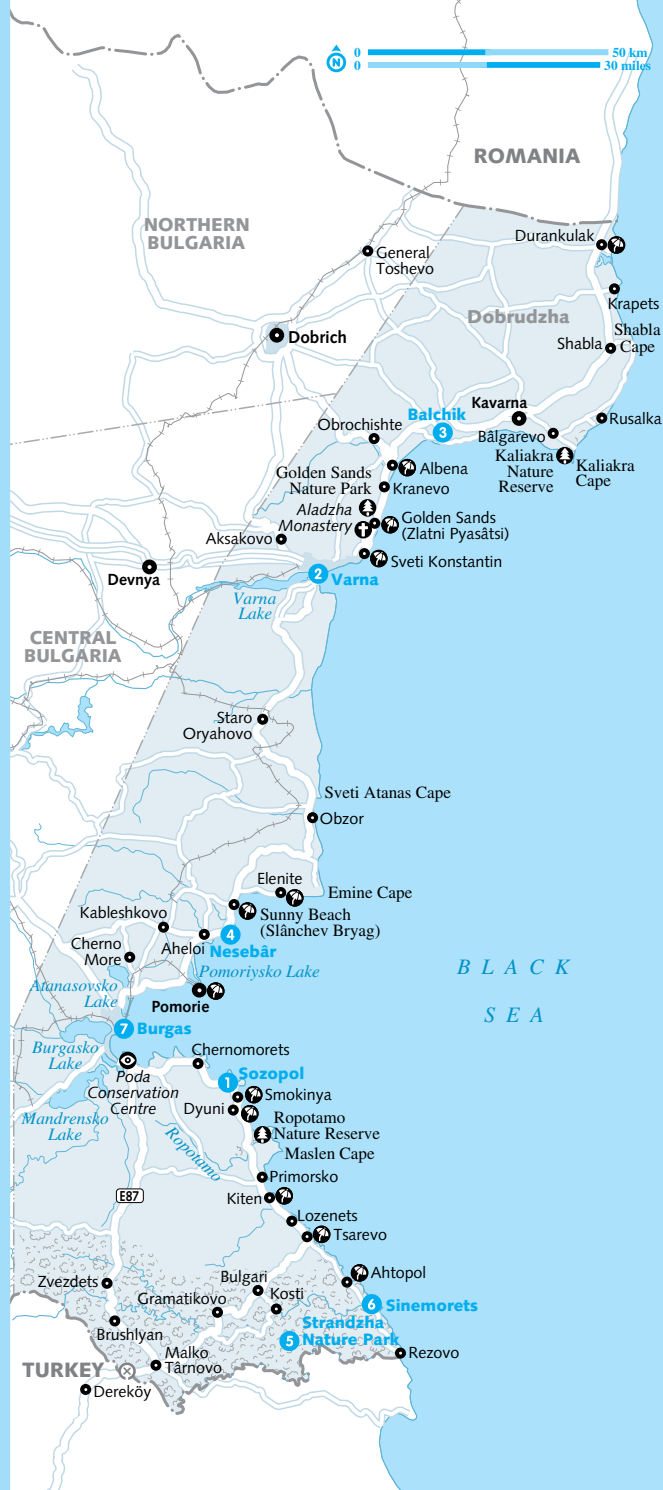 0 50 km
N
0 30 miles
ROMANIA
NORTHERN
BULGARIA
Durankulak
General
Toshevo
Krapets
Dobrudzha
Dobrich
Shabla
Cape
Shabla
Kavarna
Balchik
3
Obrochishte
Rusalka
Bâlgarevo
Kaliakra
Nature
Reserve
Kaliakra
Cape
Albena
Golden Sands
Nature Park
Kranevo
Aladzha
Monastery
Golden Sands
(Zlatni Pyasâtsi)
Aksakovo
Sveti Konstantin
Devnya
2 Varna
Varna
Lake
CENTRAL
BULGARIA
Staro
Oryahovo
Sveti Atanas Cape
Obzor
Elenite
Emine Cape
Kableshkovo
Sunny Beach
(Slânchev Bryag)
4
Aheloi
Nesebâr
Cherno
More
Pomoriysko Lake
BLACK
SEA
Atanasovsko
Lake
Pomorie
7 Burgas
Burgasko
Lake
Chernomorets
Poda
Conservation
Centre
Sozopol
1
Smokinya
Dyuni
Mandrensko
Lake
Ropotamo
Nature Reserve
Ropotamo
Maslen Cape
Primorsko
E87
Kiten
Lozenets
Tsarevo
Ahtopol
Zvezdets
Bulgari
Kosti
Gramatikovo
6 Sinemorets
Strandzha
5 Nature Park
Brushlyan
Malko
Târnovo
Rezovo
TURKEY
Dereköy